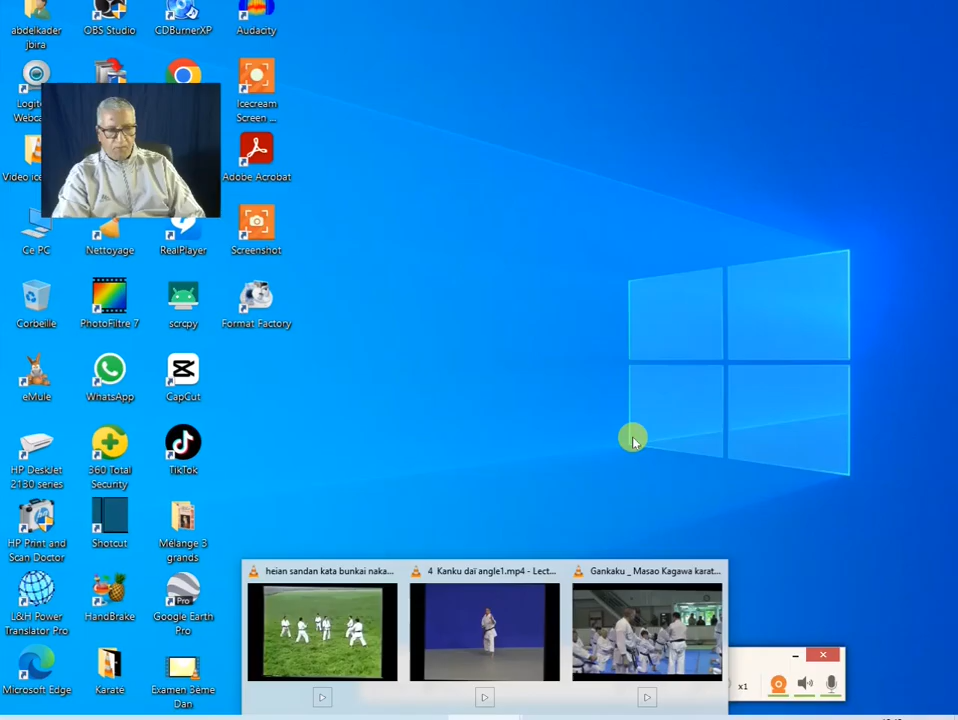 abdelkader
jbira
OBS Studio
CDBurnerXP
Audacity
Icecream
Screen ...
Adobe Acrobat
Ce PC
Nettoyage
RealPlayer
Screenshot
Corbeille
PhotoFiltre 7
scrcpy
Format Factory
eMule
WhatsApp
CapCut
HP DeskJet
2130 series
360 Total
Security
TikTok
HP Print and
Scan Doctor
Shotcut
Mélange 3
grands
L&H Power
Translator Pro
HandBrake
Pro
Google Earth
Pro
Microsoft Edge
Karate
Examen 3ème
Dan
heian sandan kata bunkai naka...
4 Kanku daï angle1.mp4 - Lect...
Gankaku _ Masao Kagawa karat...
x1